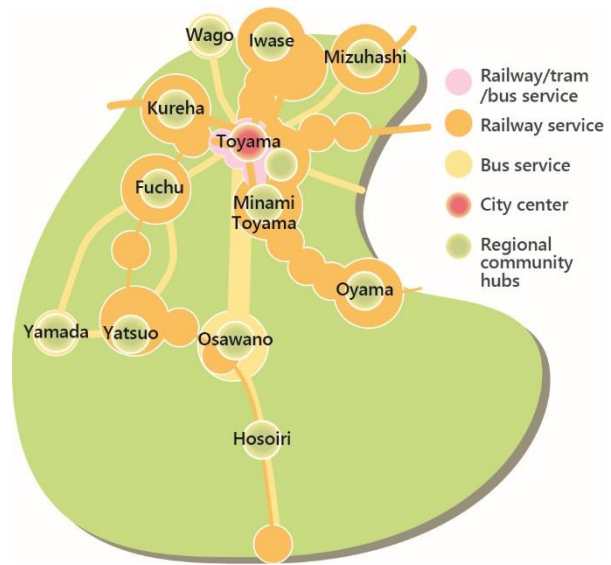 Wago
Iwase
Mizuhashi
Kureha
Toyama
Fuchu
Minami
Toyama
Oyama
Yamada
Yatsuo
Osawano
Hosoiri
Railway/tram
/bus service
Railway service
Bus service
City center
Regional
community
hubs